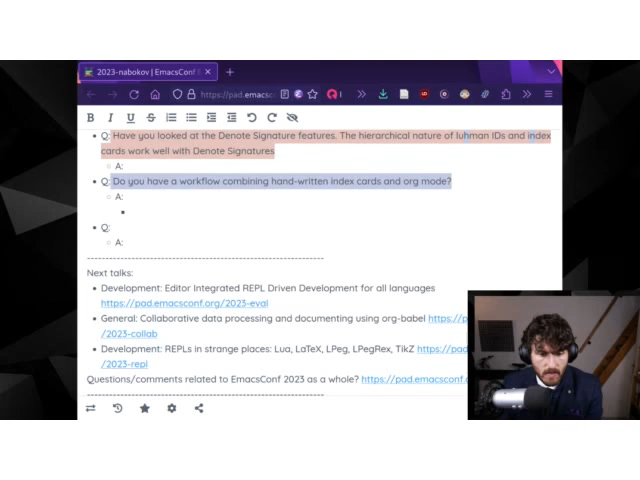 2023-nabokov | EmacsConf
https://pad.emacsc
Q: Have you looked at the Denote Signature features. The hierarchical nature of luhman IDs and index
cards work well with Denote Signatures
A:
Q: Do you have a workflow combining hand-written index cards and org mode?
A:
Q:
A:
------------------------------------------------------------
Next talks:
Development: Editor Integrated REPL Driven Development for all languages
https://pad.emacsconf.org/2023-eval
General: Collaborative data processing and documenting using org-babel https://p
/2023-collab
Development: REPLs in strange places: Lua, LaTeX, LPeg, LPegRex, TikZ https://pad
/2023-repl
Questions/comments related to EmacsConf 2023 as a whole? https://pad.emacsconf.
------------------------------------------------------------